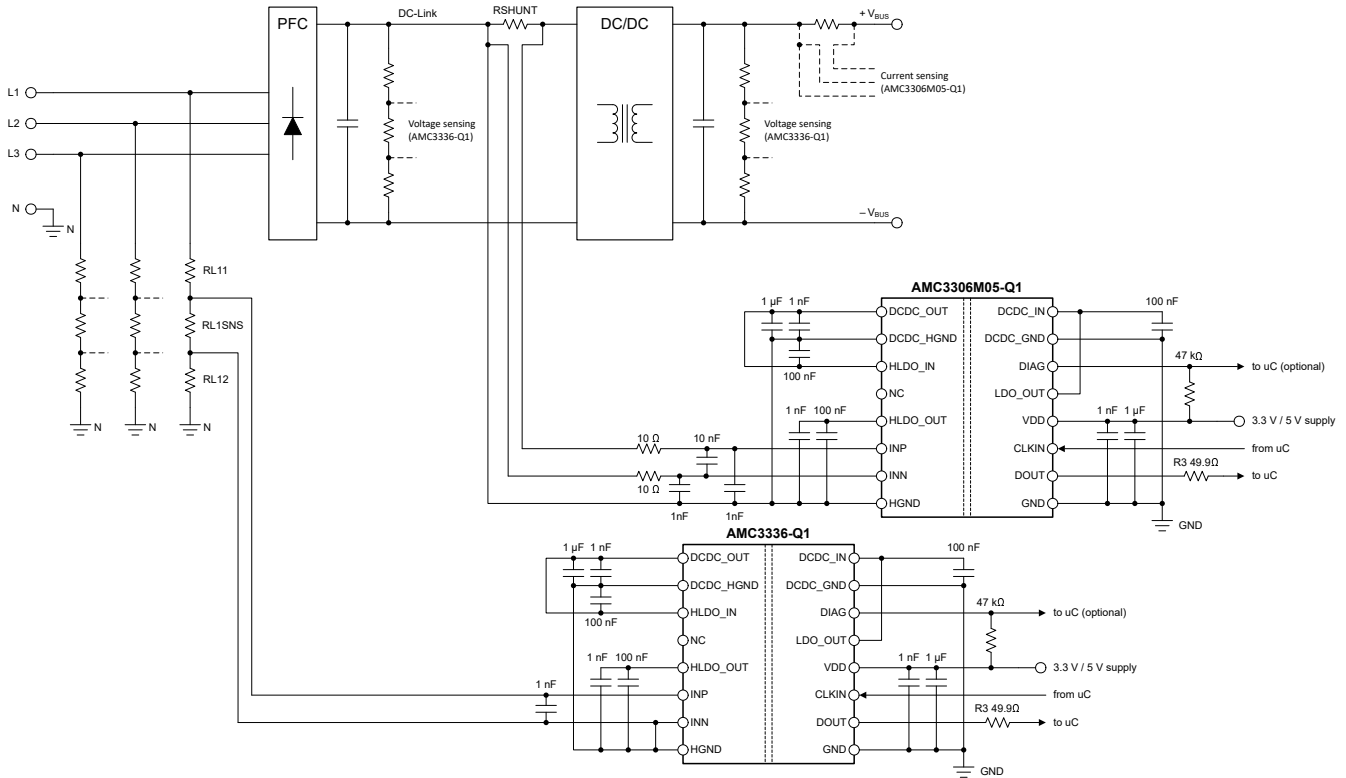 PFC
DC-Link
RSHUNT
DC/DC
+ VBUS
Current sensing
(AMC3306M05-Q1)
L1
L2
L3
N
N
Voltage sensing
(AMC3336-Q1)
Voltage sensing
(AMC3336-Q1)
– VBUS
RL11
RL1SNS
RL12
N
N
N
AMC3306M05-Q1
1 µF
1 nF
100 nF
DCDC_OUT
DCDC_HGND
HLDO_IN
NC
HLDO_OUT
INP
INN
HGND
DCDC_IN
DCDC_GND
DIAG
LDO_OUT
VDD
CLKIN
DOUT
GND
100 nF
47 kΩ
to uC (optional)
1 nF
100 nF
1 nF
1 µF
3.3 V / 5 V supply
10 Ω
10 nF
from uC
R3 49.9Ω
to uC
10 Ω
1nF
1nF
GND
AMC3336-Q1
1 µF
1 nF
100 nF
DCDC_OUT
DCDC_HGND
HLDO_IN
NC
HLDO_OUT
INP
INN
HGND
DCDC_IN
DCDC_GND
DIAG
LDO_OUT
VDD
CLKIN
DOUT
GND
100 nF
47 kΩ
to uC (optional)
1 nF
100 nF
1 nF
1 µF
3.3 V / 5 V supply
1 nF
from uC
R3 49.9Ω
to uC
GND